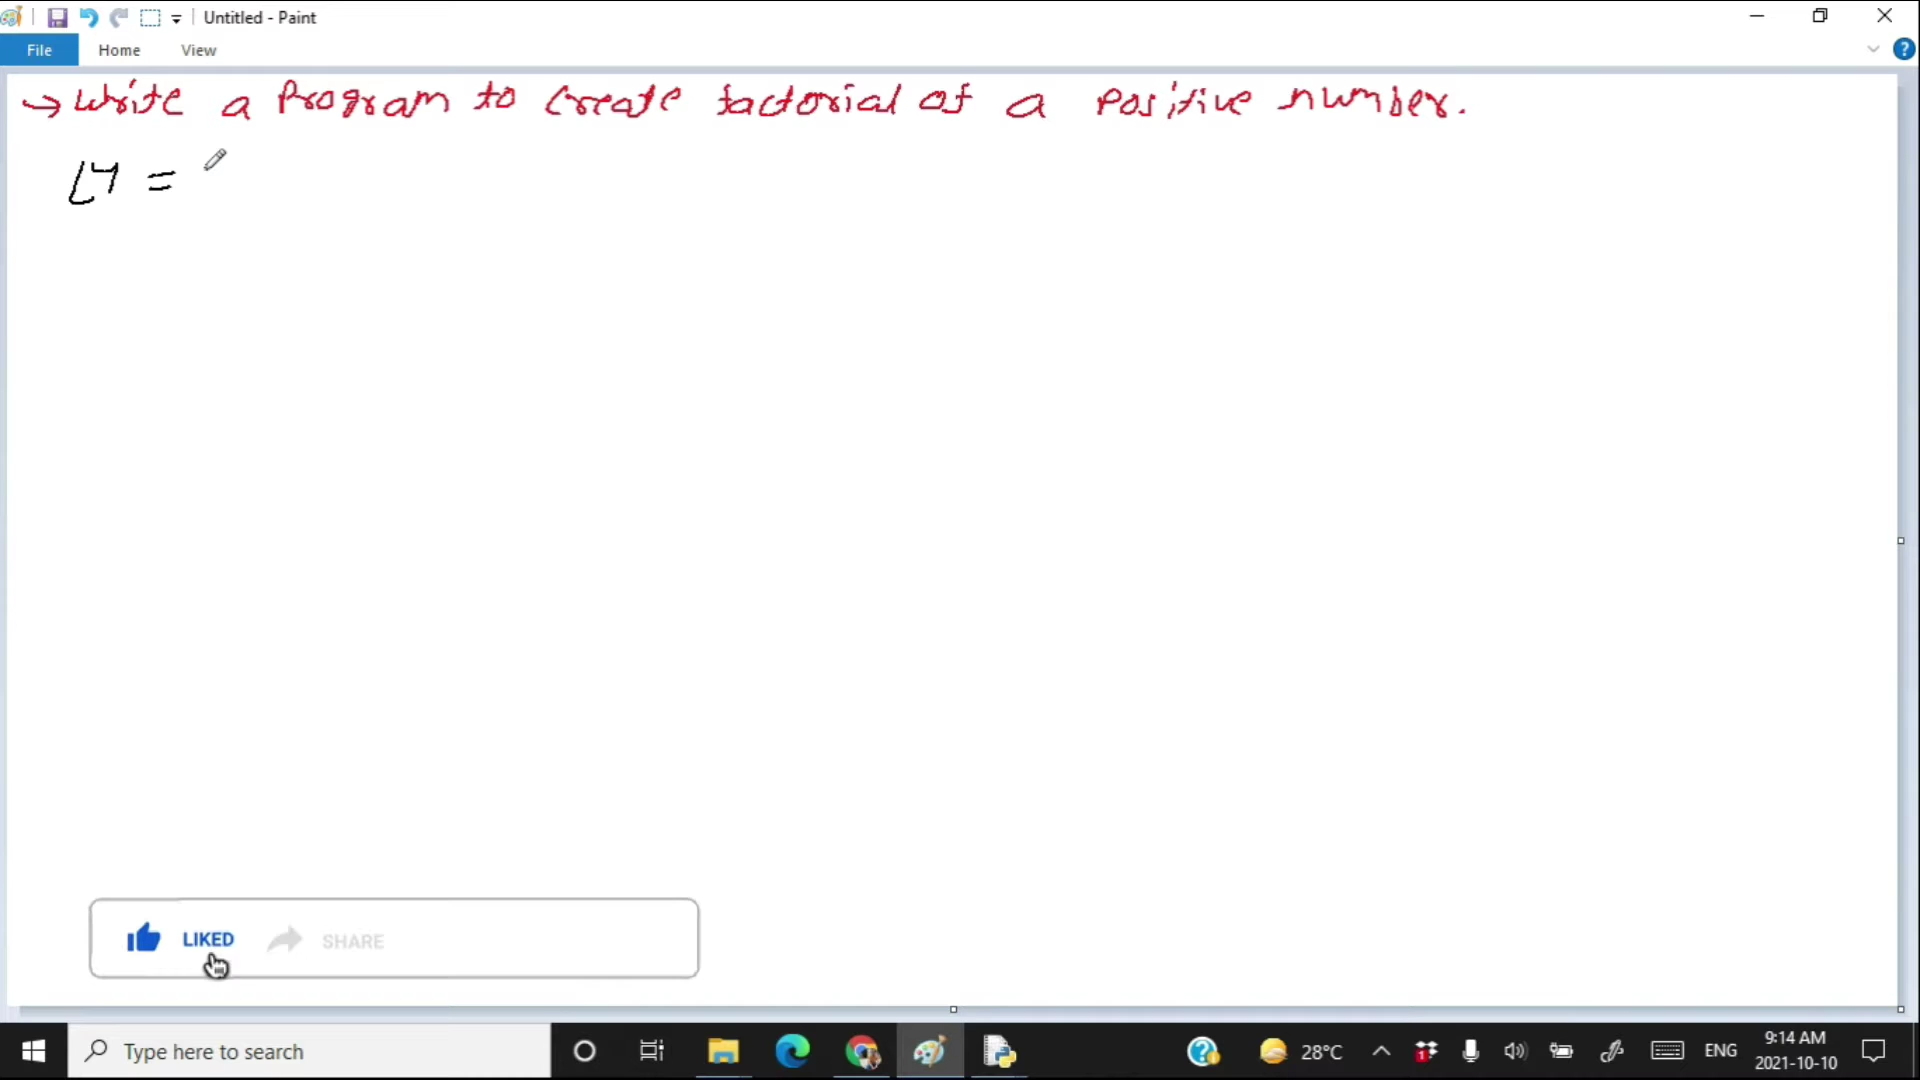 Untitled - Paint
File Home View
→ Write a Program to Create factorial of a Positive number.
⌊4 =
LIKED SHARE
Type here to search
28°C
ENG
9:14 AM
2021-10-10